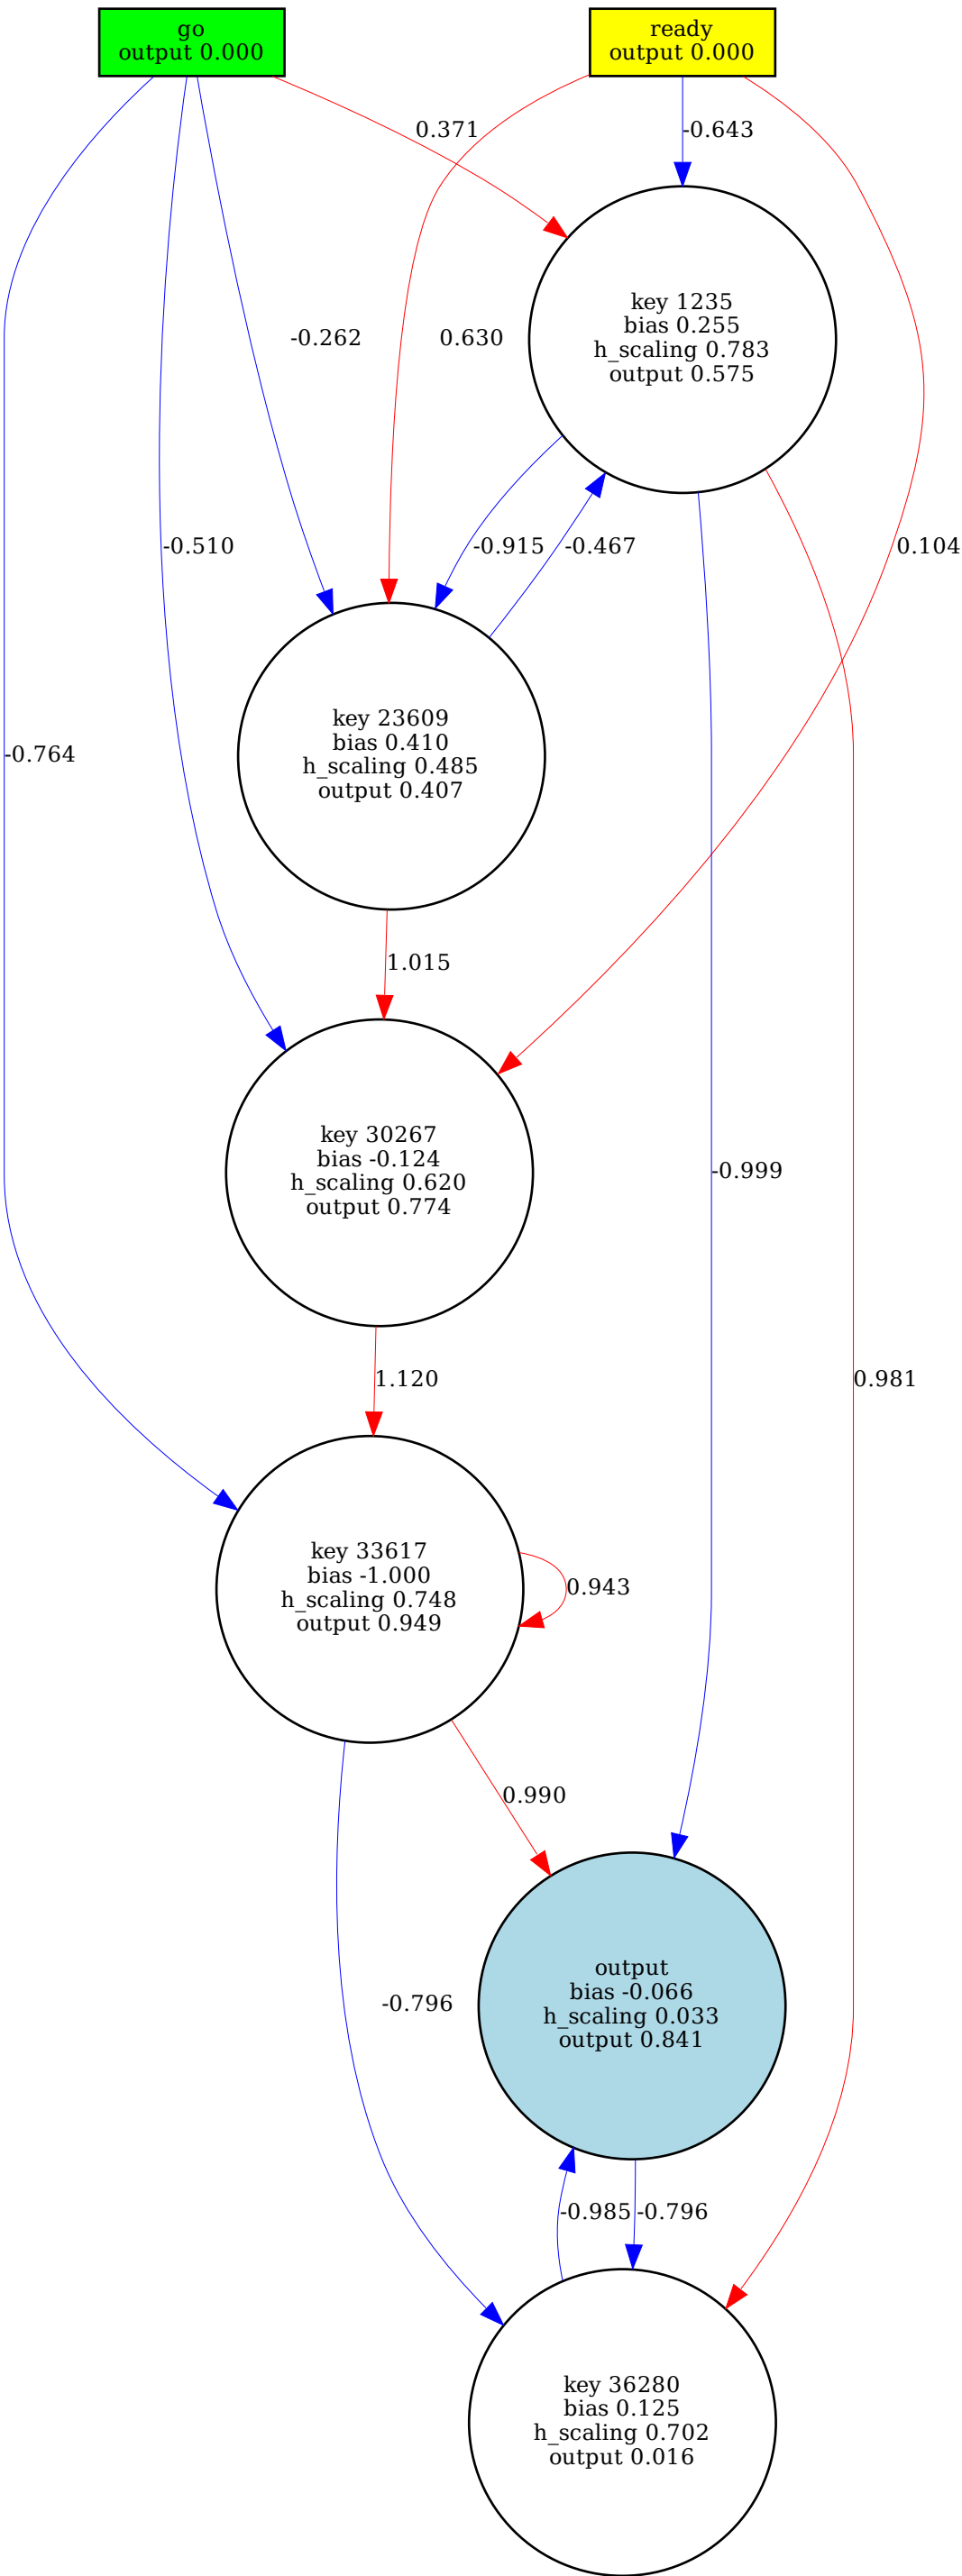 go
output 0.000
ready
output 0.000
0.371
-0.643
key 1235
bias 0.255
h_scaling 0.783
output 0.575
-0.262
0.630
-0.510
-0.915
-0.467
0.104
key 23609
bias 0.410
h_scaling 0.485
output 0.407
-0.764
1.015
key 30267
bias -0.124
h_scaling 0.620
output 0.774
-0.999
1.120
0.981
key 33617
bias -1.000
h_scaling 0.748
output 0.949
0.943
0.990
output
bias -0.066
h_scaling 0.033
output 0.841
-0.796
-0.985
-0.796
key 36280
bias 0.125
h_scaling 0.702
output 0.016